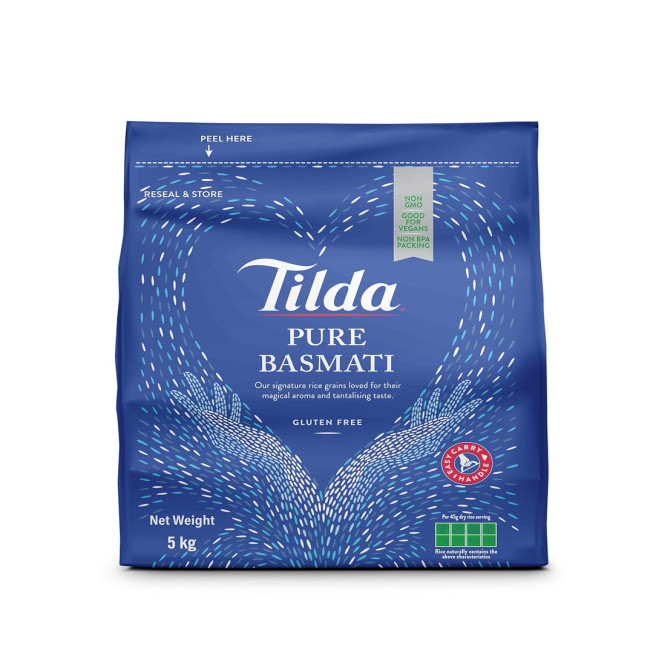 PEEL HERE
RESEAL & STORE
NON
GMO
GOOD
FOR
VEGANS
NON BPA
PACKING
Tilda
PURE
BASMATI
Our signature rice grains loved for their
magical aroma and tantalising taste.
GLUTEN FREE
EASY CARRY
HANDLE
Net Weight
5 kg
Per 45g dry rice serving
Rice naturally contains the
above characteristics